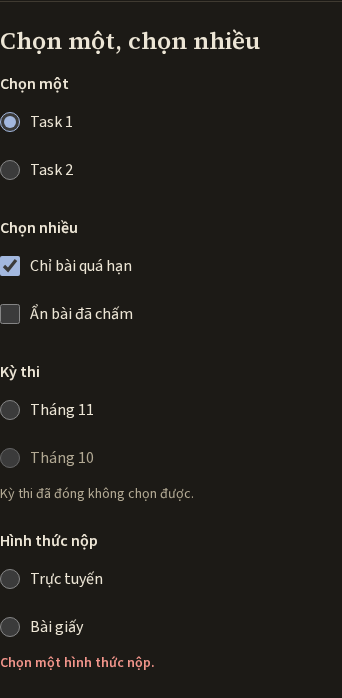 Chọn một, chọn nhiều
Chọn một
Task 1
Task 2
Chọn nhiều
Chỉ bài quá hạn
Ẩn bài đã chấm
Kỳ thi
Tháng 11
Tháng 10
Kỳ thi đã đóng không chọn được.
Hình thức nộp
Trực tuyến
Bài giấy
Chọn một hình thức nộp.